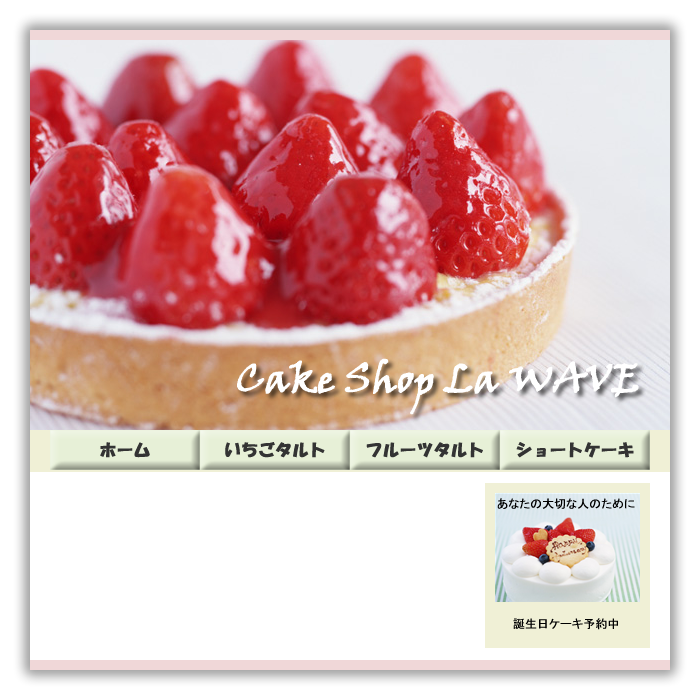 Cake Shop La WAVE
ホーム いちごタルト フルーツタルト ショートケーキ
あなたの大切な人のために
Happy
誕生日ケーキ予約中